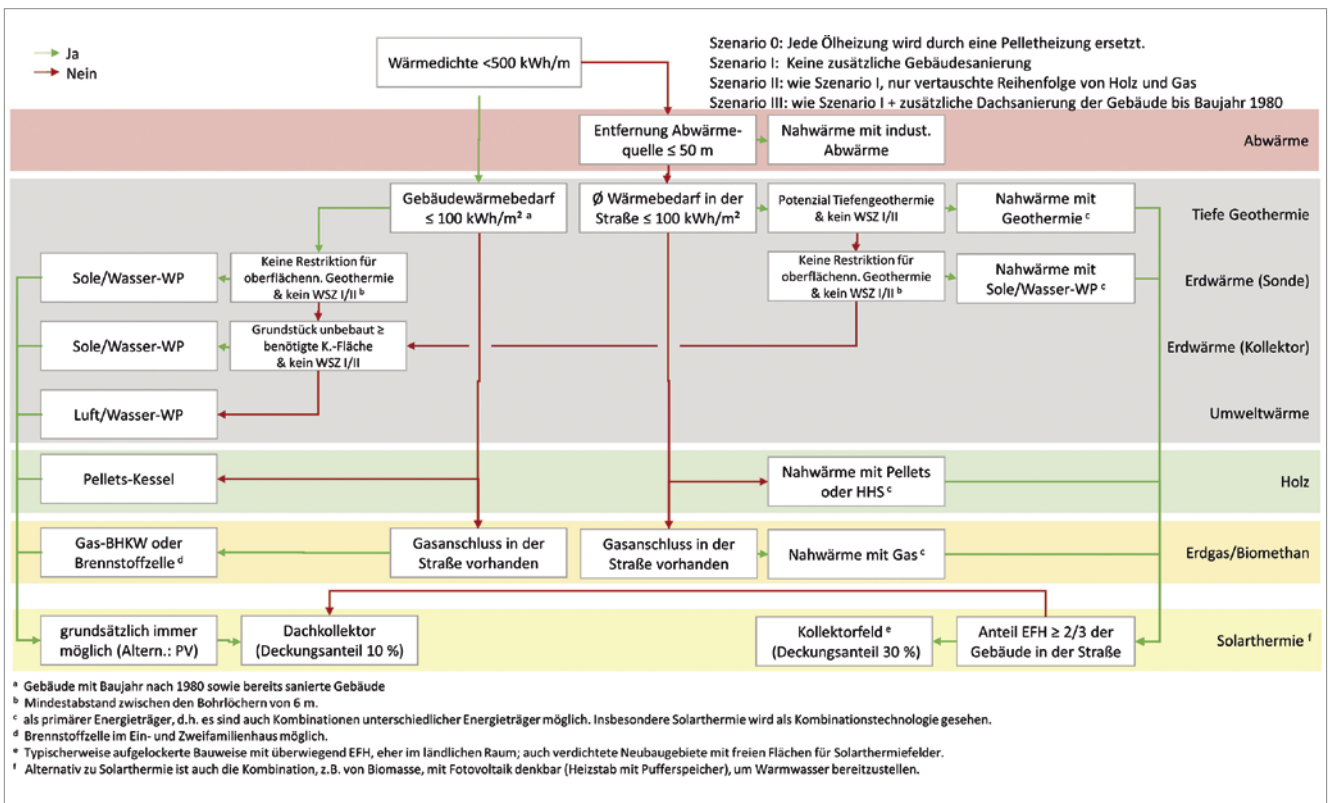 Ja
Nein
Wärmedichte <500 kWh/m
Szenario 0: Jede Ölheizung wird durch eine Pelletheizung ersetzt.
Szenario I: Keine zusätzliche Gebäudesanierung
Szenario II: wie Szenario I, nur vertauschte Reihenfolge von Holz und Gas
Szenario III: wie Szenario I + zusätzliche Dachsanierung der Gebäude bis Baujahr 1980
Entfernung Abwärme-
quelle ≤ 50 m
Nahwärme mit indust.
Abwärme
Abwärme
Gebäudewärmebedarf
≤ 100 kWh/m² ᵃ
Ø Wärmebedarf in der
Straße ≤ 100 kWh/m²
Potenzial Tiefengeothermie
& kein WSZ I/II
Nahwärme mit
Geothermie ᶜ
Tiefe Geothermie
Sole/Wasser-WP
Keine Restriktion für
oberflächenn. Geothermie
& kein WSZ I/II ᵇ
Keine Restriktion für
oberflächenn. Geothermie
& kein WSZ I/II ᵇ
Nahwärme mit
Sole/Wasser-WP ᶜ
Erdwärme (Sonde)
Sole/Wasser-WP
Grundstück unbebaut ≥
benötigte K.-Fläche
& kein WSZ I/II
Erdwärme (Kollektor)
Luft/Wasser-WP
Umweltwärme
Pellets-Kessel
Nahwärme mit Pellets
oder HHS ᶜ
Holz
Gas-BHKW oder
Brennstoffzelle ᵈ
Gasanschluss in der
Straße vorhanden
Gasanschluss in der
Straße vorhanden
Nahwärme mit Gas ᶜ
Erdgas/Biomethan
grundsätzlich immer
möglich (Altern.: PV)
Dachkollektor
(Deckungsanteil 10 %)
Kollektorfeld ᵉ
(Deckungsanteil 30 %)
Anteil EFH ≥ 2/3 der
Gebäude in der Straße
Solarthermie ᶠ
ᵃ Gebäude mit Baujahr nach 1980 sowie bereits sanierte Gebäude
ᵇ Mindestabstand zwischen den Bohrlöchern von 6 m.
ᶜ als primärer Energieträger, d.h. es sind auch Kombinationen unterschiedlicher Energieträger möglich. Insbesondere Solarthermie wird als Kombinationstechnologie gesehen.
ᵈ Brennstoffzelle im Ein- und Zweifamilienhaus möglich.
ᵉ Typischerweise aufgelockerte Bauweise mit überwiegend EFH, eher im ländlichen Raum; auch verdichtete Neubaugebiete mit freien Flächen für Solarthermiefelder.
ᶠ Alternativ zu Solarthermie ist auch die Kombination, z.B. von Biomasse, mit Fotovoltaik denkbar (Heizstab mit Pufferspeicher), um Warmwasser bereitzustellen.